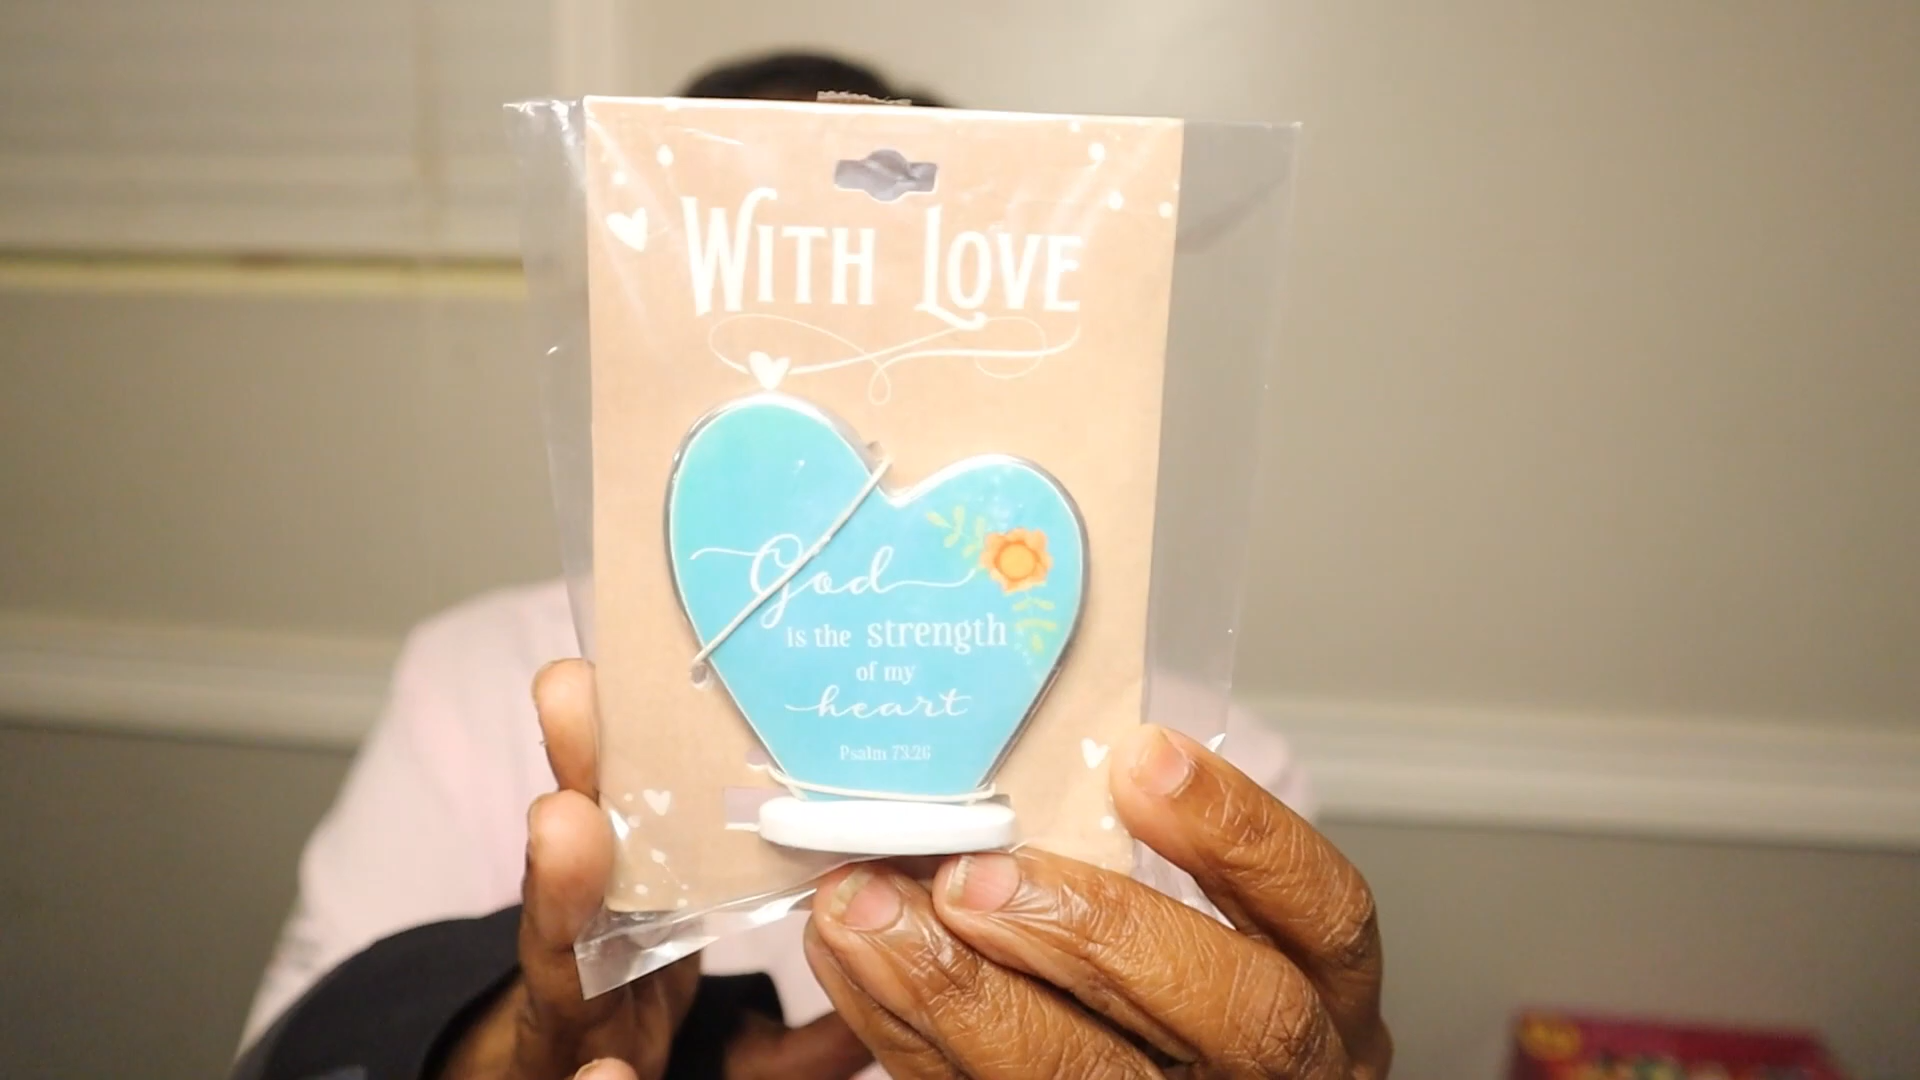 WITH LOVE
God
is the strength
of my
heart
Psalm 73:26